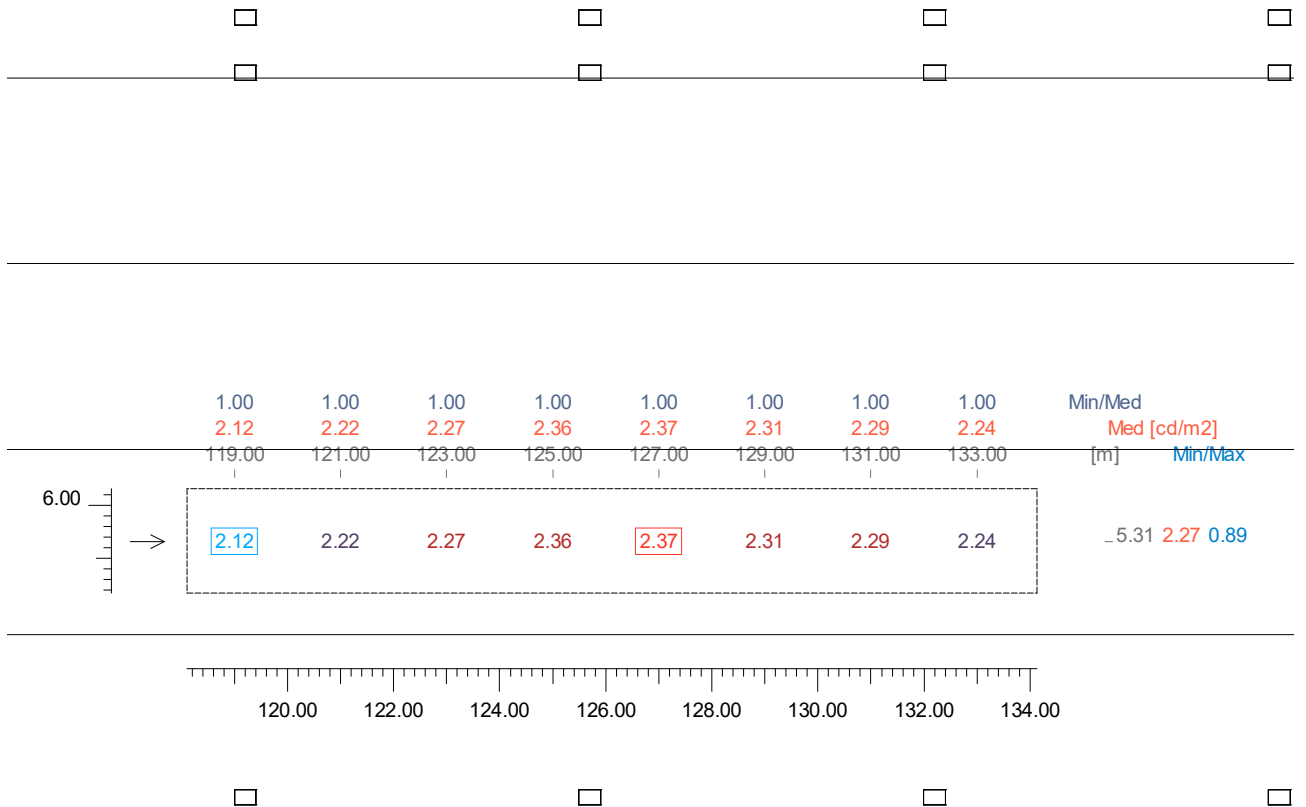 1.00 1.00 1.00 1.00 1.00 1.00 1.00 1.00 Min/Med
2.12 2.22 2.27 2.36 2.37 2.31 2.29 2.24 Med [cd/m2]
119.00 121.00 123.00 125.00 127.00 129.00 131.00 133.00 [m] Min/Max
6.00
2.12 2.22 2.27 2.36 2.37 2.31 2.29 2.24 5.31 2.27 0.89
120.00 122.00 124.00 126.00 128.00 130.00 132.00 134.00